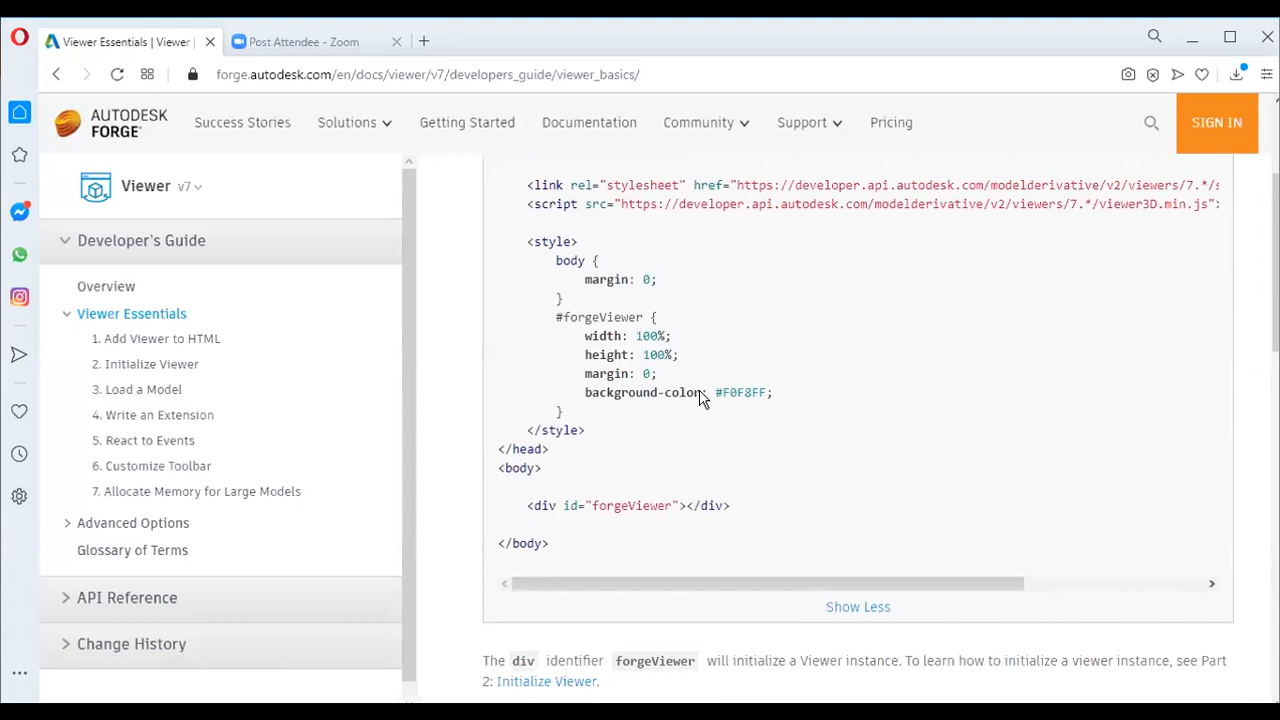 Viewer Essentials | Viewer
Post Attendee - Zoom
forge.autodesk.com/en/docs/viewer/v7/developers_guide/viewer_basics/
AUTODESK
FORGE
Success Stories
Solutions
Getting Started
Documentation
Community
Support
Pricing
SIGN IN
Viewer v7
Developer's Guide
Overview
Viewer Essentials
1. Add Viewer to HTML
2. Initialize Viewer
3. Load a Model
4. Write an Extension
5. React to Events
6. Customize Toolbar
7. Allocate Memory for Large Models
Advanced Options
Glossary of Terms
API Reference
Change History
<link rel="stylesheet" href="https://developer.api.autodesk.com/modelderivative/v2/viewers/7.*/s
<script src="https://developer.api.autodesk.com/modelderivative/v2/viewers/7.*/viewer3D.min.js">
<style>
body {
margin: 0;
}
#forgeViewer {
width: 100%;
height: 100%;
margin: 0;
background-color: #F0F8FF;
}
</style>
</head>
<body>
<div id="forgeViewer"></div>
</body>
Show Less
The div identifier forgeViewer will initialize a Viewer instance. To learn how to initialize a viewer instance, see Part
2: Initialize Viewer.